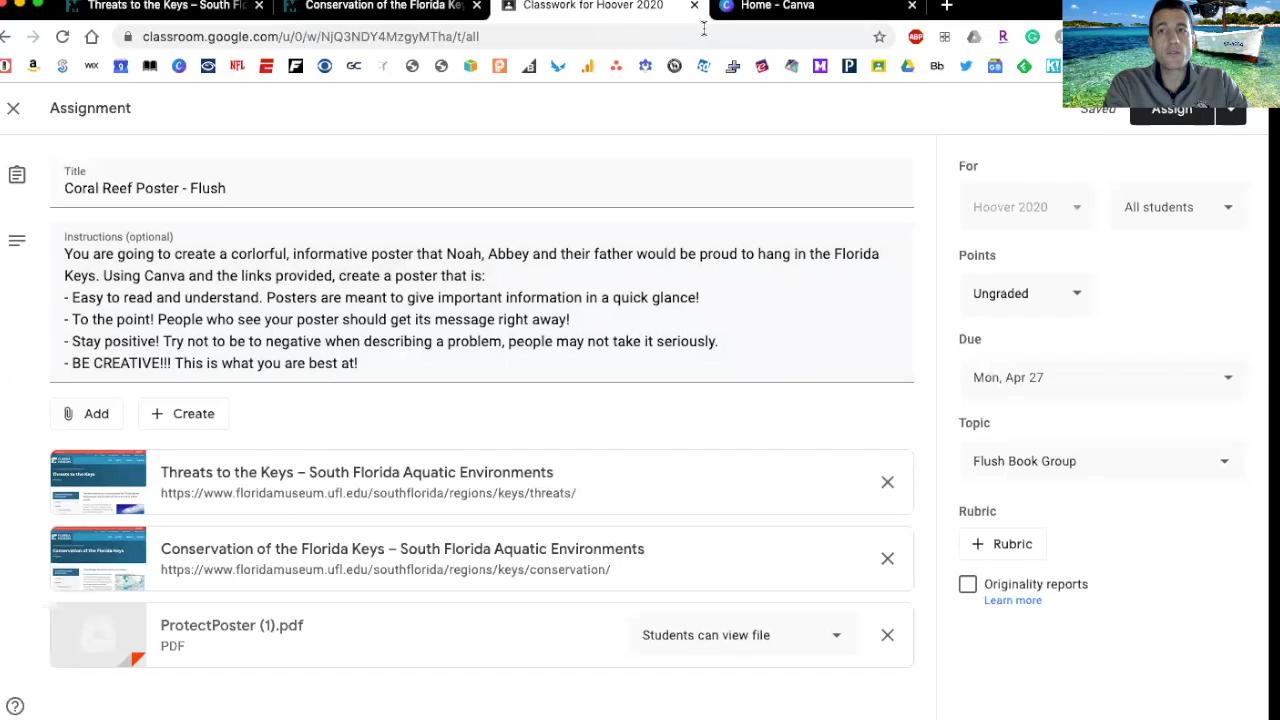 Threats to the Keys – South Fl
Conservation of the Florida Key
Classwork for Hoover 2020
Home - Canva
classroom.google.com/u/0/w/NjQ3NDY4MzgyMTha/t/all
ABP
WIX
NFL
GC
Bb
Assignment
Saved
Assign
Title
Coral Reef Poster - Flush
Instructions (optional)
You are going to create a corlorful, informative poster that Noah, Abbey and their father would be proud to hang in the Florida
Keys. Using Canva and the links provided, create a poster that is:
- Easy to read and understand. Posters are meant to give important information in a quick glance!
- To the point! People who see your poster should get its message right away!
- Stay positive! Try not to be to negative when describing a problem, people may not take it seriously.
- BE CREATIVE!!! This is what you are best at!
Add
Create
Threats to the Keys – South Florida Aquatic Environments
https://www.floridamuseum.ufl.edu/southflorida/regions/keys/threats/
Conservation of the Florida Keys – South Florida Aquatic Environments
https://www.floridamuseum.ufl.edu/southflorida/regions/keys/conservation/
ProtectPoster (1).pdf
PDF
Students can view file
For
Hoover 2020
All students
Points
Ungraded
Due
Mon, Apr 27
Topic
Flush Book Group
Rubric
+ Rubric
Originality reports
Learn more